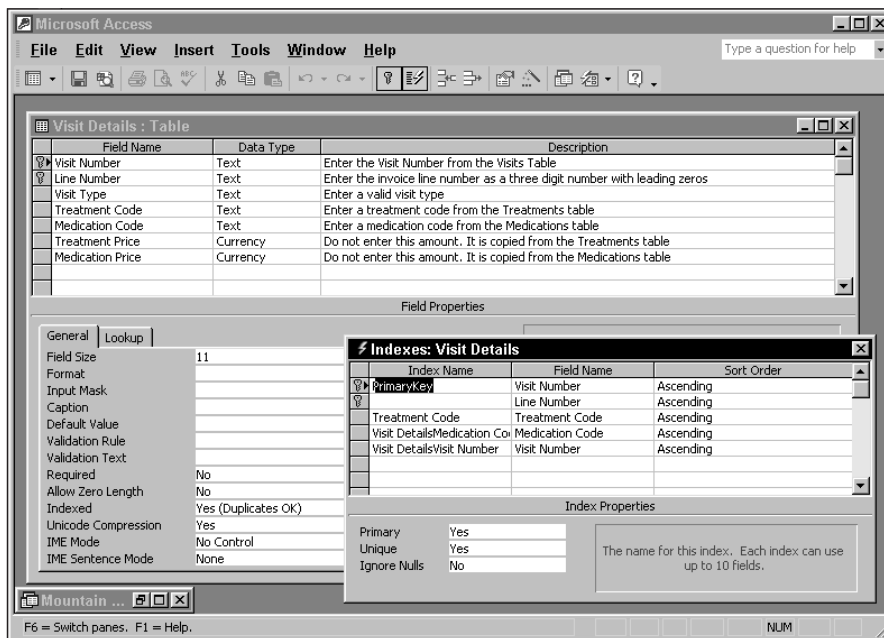 Microsoft Access
File Edit View Insert Tools Window Help Type a question for help
Visit Details : Table
Field Name Data Type Description
Visit Number Text Enter the Visit Number from the Visits Table
Line Number Text Enter the invoice line number as a three digit number with leading zeros
Visit Type Text Enter a valid visit type
Treatment Code Text Enter a treatment code from the Treatments table
Medication Code Text Enter a medication code from the Medications table
Treatment Price Currency Do not enter this amount. It is copied from the Treatments table
Medication Price Currency Do not enter this amount. It is copied from the Medications table
Field Properties
General Lookup
Field Size 11
Format
Input Mask
Caption
Default Value
Validation Rule
Validation Text
Required No
Allow Zero Length No
Indexed Yes (Duplicates OK)
Unicode Compression Yes
IME Mode No Control
IME Sentence Mode None
Indexes: Visit Details
Index Name Field Name Sort Order
PrimaryKey Visit Number Ascending
Line Number Ascending
Treatment Code Treatment Code Ascending
Visit DetailsMedication Co Medication Code Ascending
Visit DetailsVisit Number Visit Number Ascending
Index Properties
Primary Yes
Unique Yes
Ignore Nulls No
The name for this index. Each index can use
up to 10 fields.
Mountain ...
F6 = Switch panes. F1 = Help. NUM